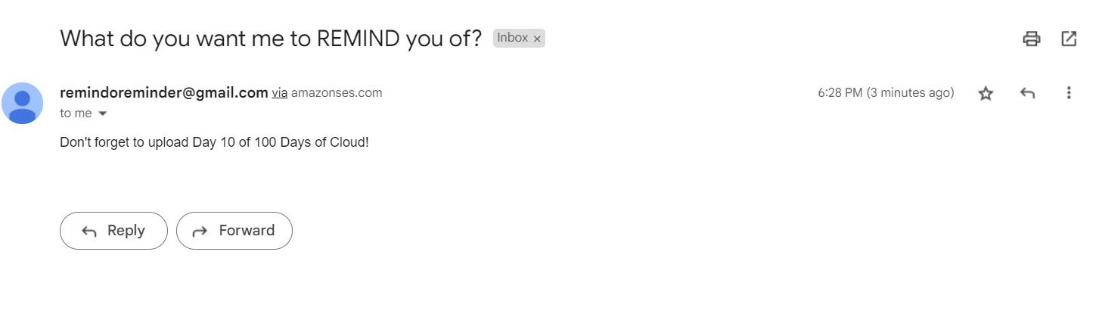 What do you want me to REMIND you of? Inbox ×
remindoreminder@gmail.com via amazonses.com 6:28 PM (3 minutes ago)
to me
Don't forget to upload Day 10 of 100 Days of Cloud!
Reply Forward